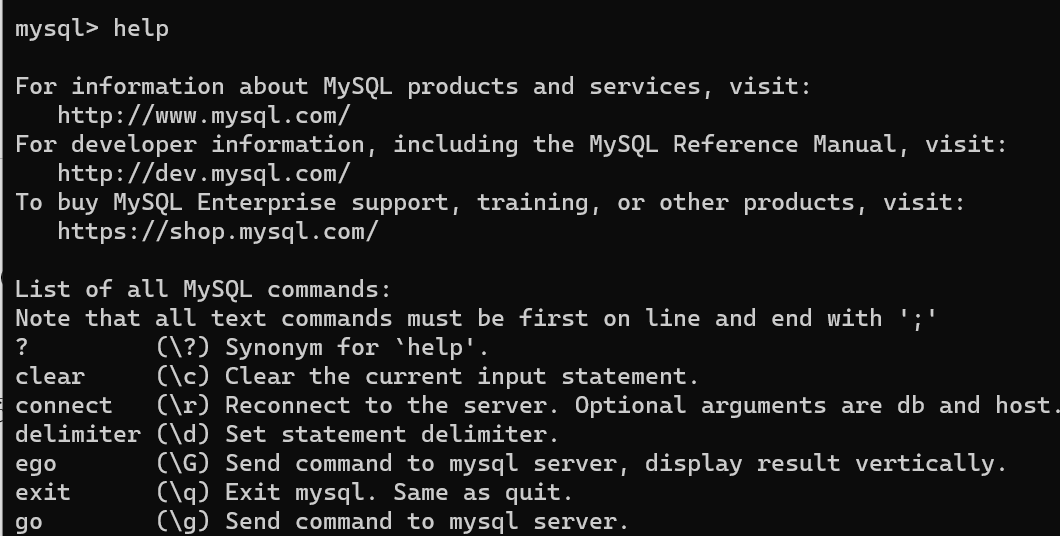 mysql> help
For information about MySQL products and services, visit:
http://www.mysql.com/
For developer information, including the MySQL Reference Manual, visit:
http://dev.mysql.com/
To buy MySQL Enterprise support, training, or other products, visit:
https://shop.mysql.com/
List of all MySQL commands:
Note that all text commands must be first on line and end with ';'
? (\?) Synonym for `help'.
clear (\c) Clear the current input statement.
connect (\r) Reconnect to the server. Optional arguments are db and host.
delimiter (\d) Set statement delimiter.
ego (\G) Send command to mysql server, display result vertically.
exit (\q) Exit mysql. Same as quit.
go (\g) Send command to mysql server.